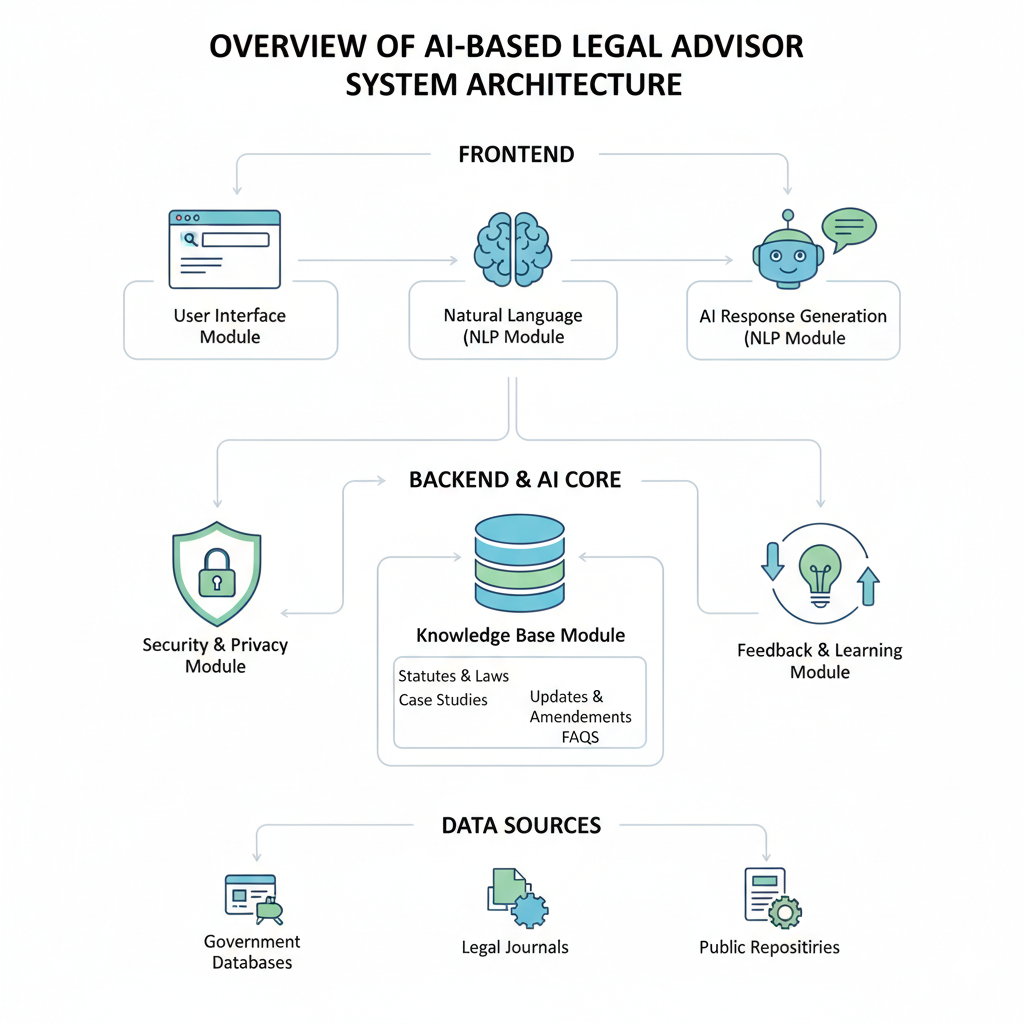 OVERVIEW OF AI-BASED LEGAL ADVISOR
SYSTEM ARCHITECTURE
FRONTEND
User Interface
Module
Natural Language
(NLP Module
AI Response Generation
(NLP Module
BACKEND & AI CORE
Security & Privacy
Module
Knowledge Base Module
Statutes & Laws
Case Studies
Updates &
Amendements
FAQS
Feedback & Learning
Module
DATA SOURCES
Government
Databases
Legal Journals
Public Repositiries